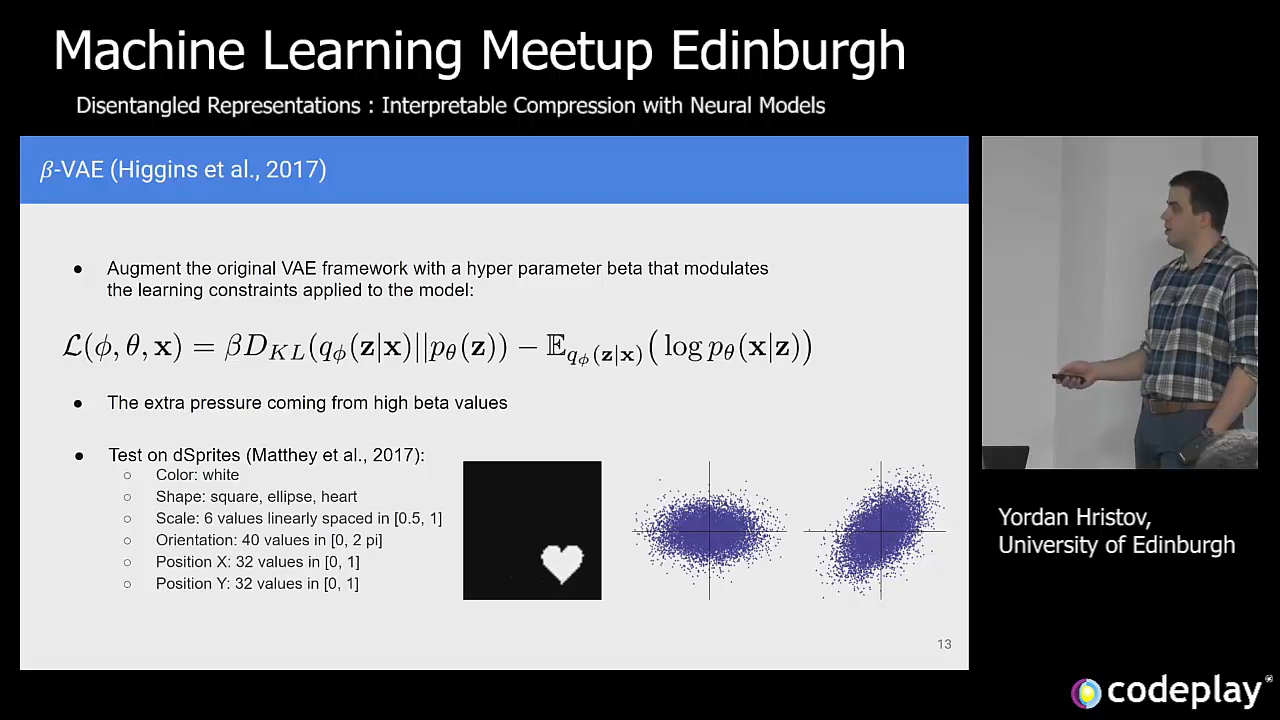 Machine Learning Meetup Edinburgh
Disentangled Representations : Interpretable Compression with Neural Models
β-VAE (Higgins et al., 2017)
● Augment the original VAE framework with a hyper parameter beta that modulates
the learning constraints applied to the model:
ℒ(ϕ, θ, x) = βD_{KL}(q_ϕ(z|x)||p_θ(z)) − 𝔼_{q_ϕ(z|x)}(log p_θ(x|z))
● The extra pressure coming from high beta values
● Test on dSprites (Matthey et al., 2017):
○ Color: white
○ Shape: square, ellipse, heart
○ Scale: 6 values linearly spaced in [0.5, 1]
○ Orientation: 40 values in [0, 2 pi]
○ Position X: 32 values in [0, 1]
○ Position Y: 32 values in [0, 1]
13
Yordan Hristov,
University of Edinburgh
codeplay®